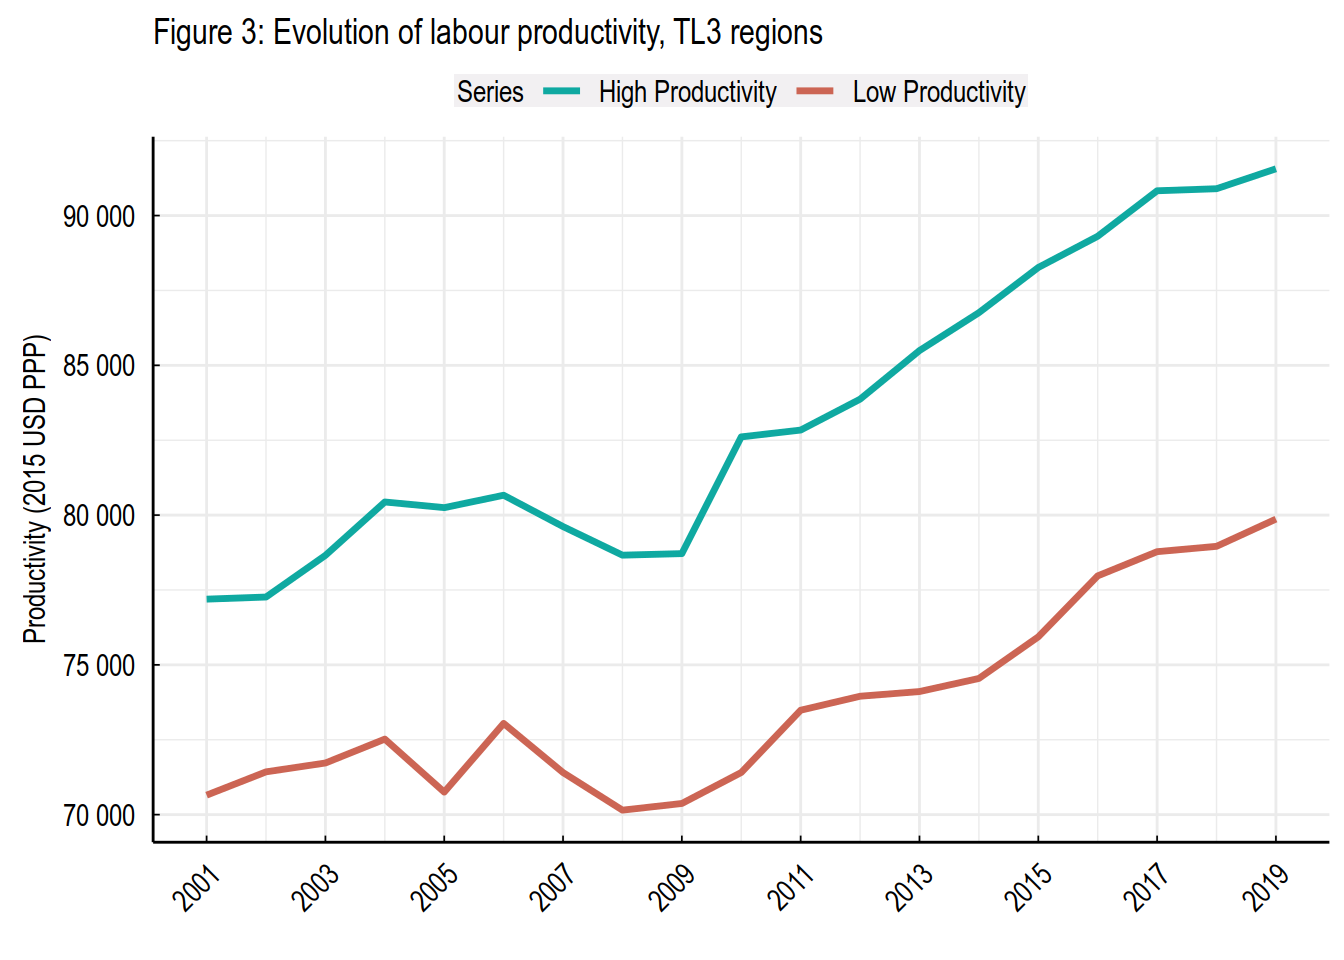 Figure 3: Evolution of labour productivity, TL3 regions
Series High Productivity Low Productivity
Productivity (2015 USD PPP)
90 000
85 000
80 000
75 000
70 000
2001 2003 2005 2007 2009 2011 2013 2015 2017 2019